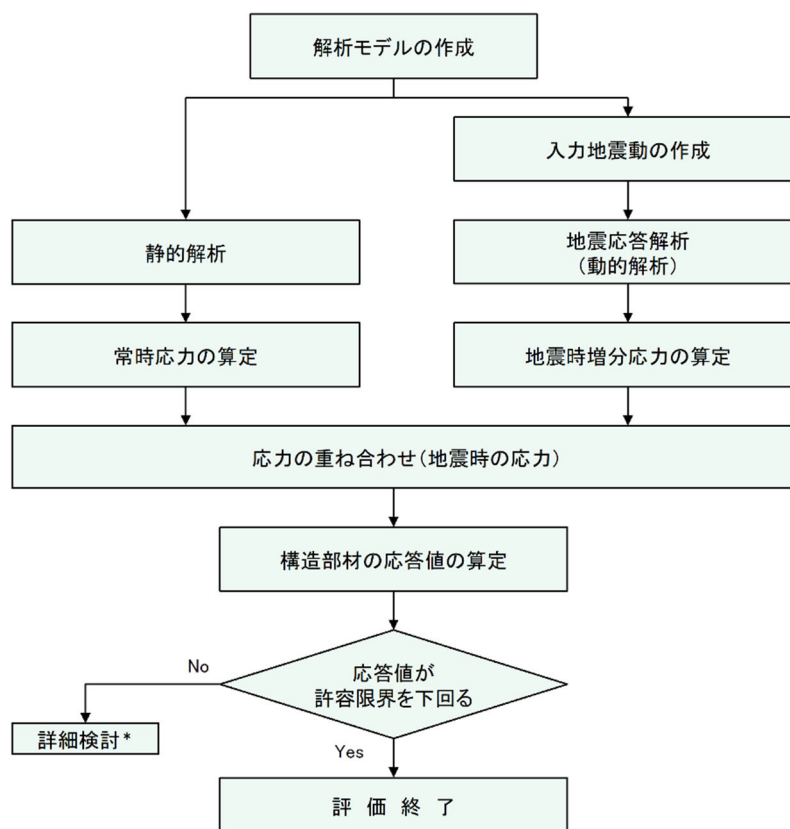 解析モデルの作成
入力地震動の作成
静的解析
地震応答解析
(動的解析)
常時応力の算定
地震時増分応力の算定
応力の重ね合わせ(地震時の応力)
構造部材の応答値の算定
No
応答値が
許容限界を下回る
詳細検討*
Yes
評 価 終 了